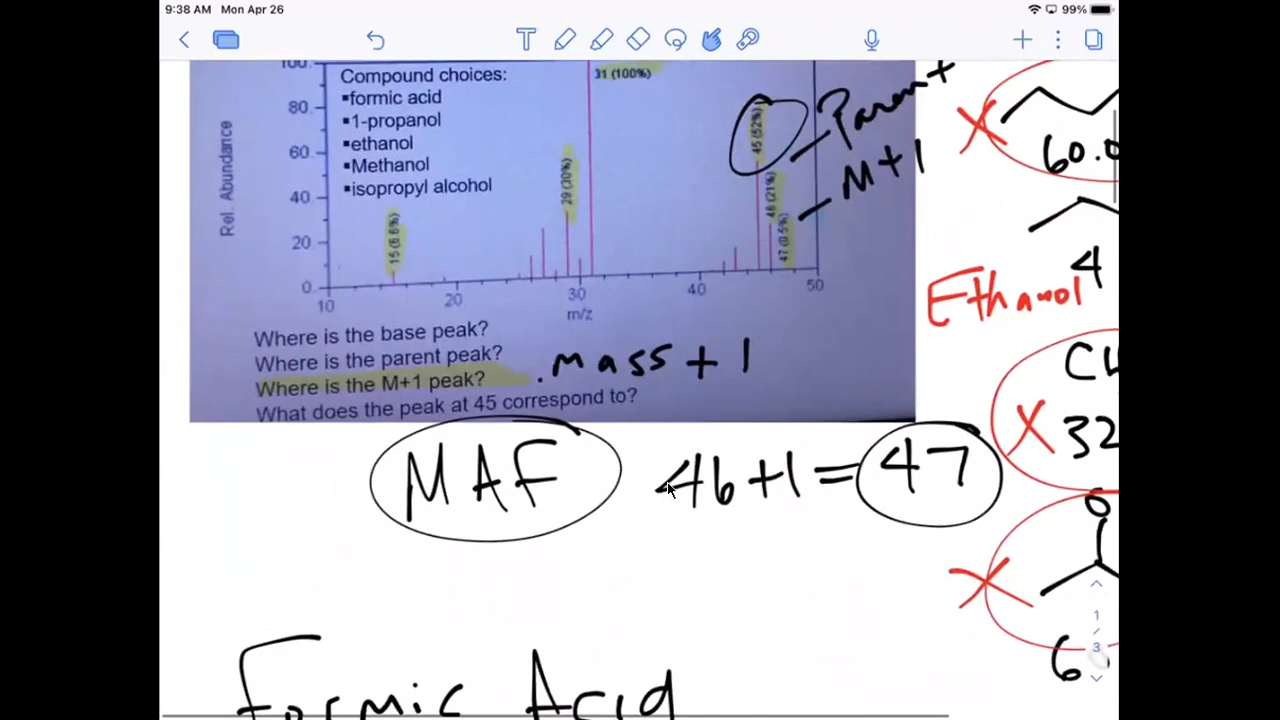 9:38 AM Mon Apr 26
99%
100.
80
60
40
20
0.
Rel. Abundance
Compound choices:
▪formic acid
▪1-propanol
▪ethanol
▪Methanol
▪isopropyl alcohol
15 (6.6%)
29 (30%)
31 (100%)
45 (52%)
46 (21%)
47 (0.5%)
10
20
30
40
50
m/z
Parent
M+1
Where is the base peak?
Where is the parent peak?
Where is the M+1 peak?
What does the peak at 45 correspond to?
mass + 1
MAF
46+1=47
Formic Acid
60.0
4
Ethanol
X
X 32
O
X
6
1
/
3